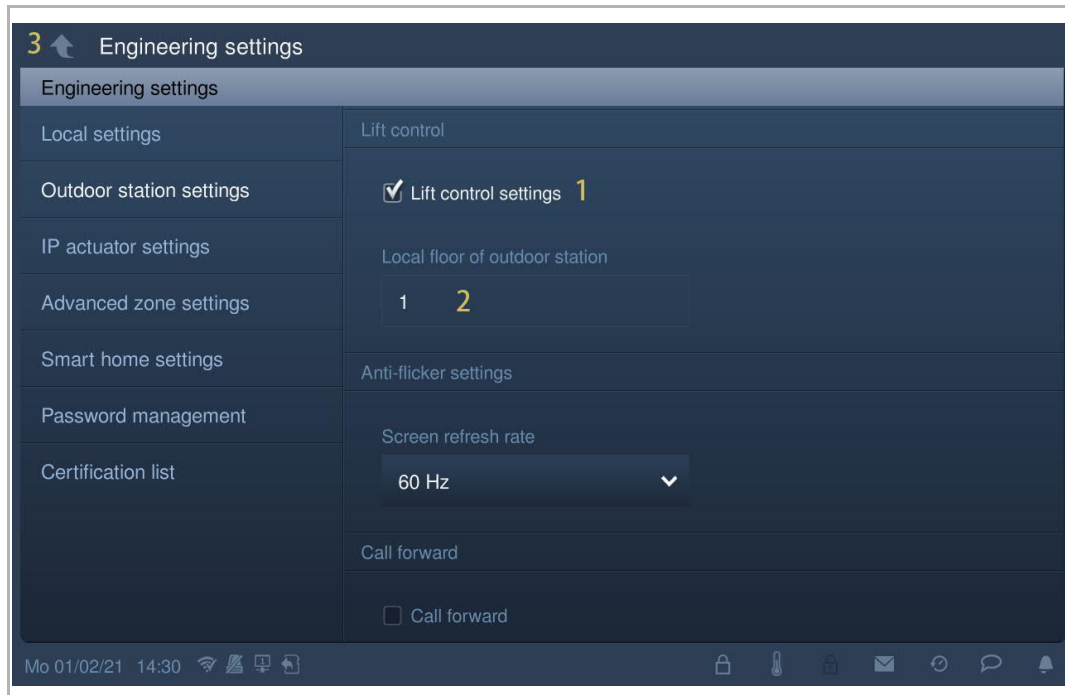 3 Engineering settings
Engineering settings
Local settings
Outdoor station settings
IP actuator settings
Advanced zone settings
Smart home settings
Password management
Certification list
Lift control
Lift control settings 1
Local floor of outdoor station
1 2
Anti-flicker settings
Screen refresh rate
60 Hz
Call forward
Call forward
Mo 01/02/21 14:30